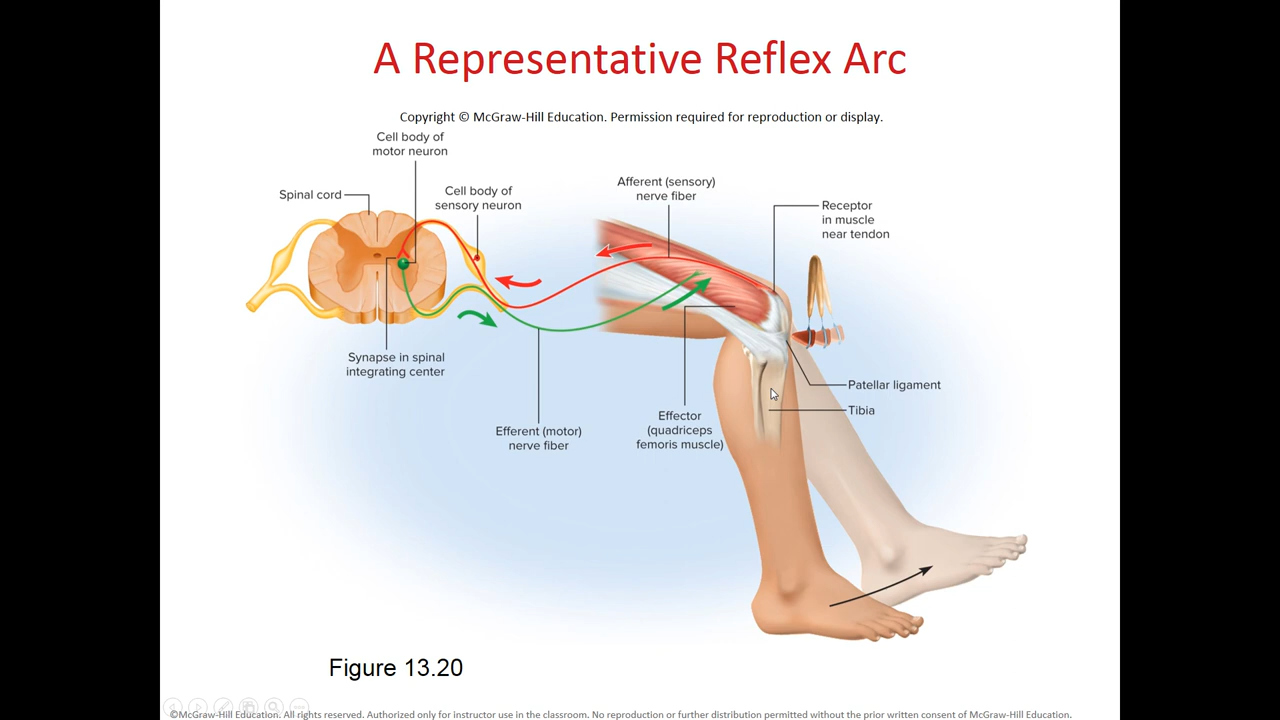 A Representative Reflex Arc
Copyright © McGraw-Hill Education. Permission required for reproduction or display.
Cell body of
motor neuron
Spinal cord
Cell body of
sensory neuron
Afferent (sensory)
nerve fiber
Receptor
in muscle
near tendon
Synapse in spinal
integrating center
Efferent (motor)
nerve fiber
Effector
(quadriceps
femoris muscle)
Patellar ligament
Tibia
Figure 13.20
©McGraw-Hill Education. All rights reserved. Authorized only for instructor use in the classroom. No reproduction or further distribution permitted without the prior written consent of McGraw-Hill Education.